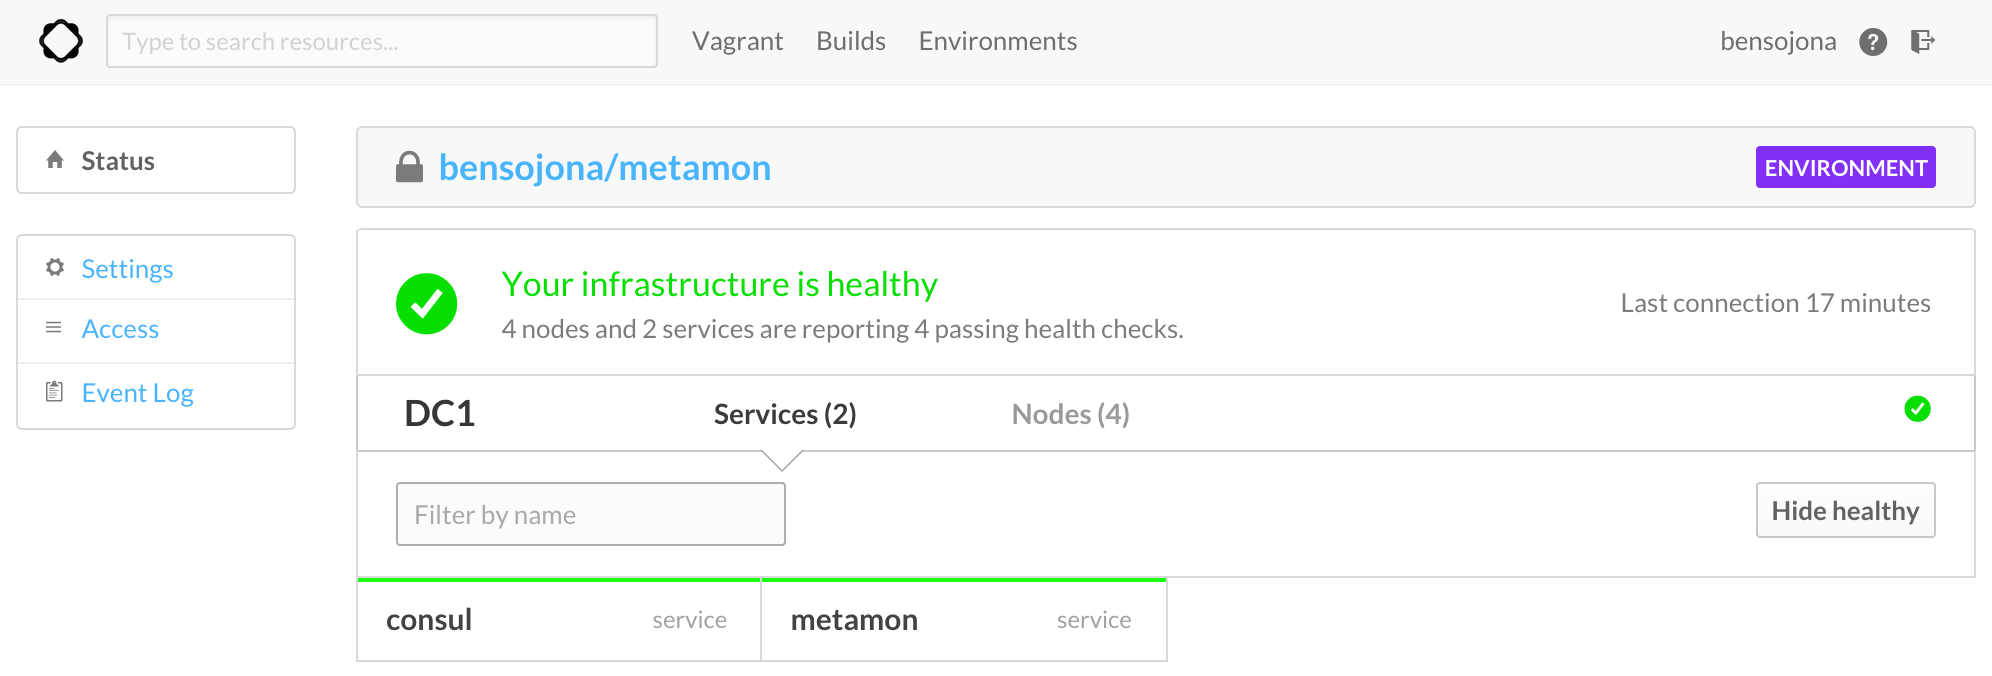 Type to search resources...
Vagrant Builds Environments
bensojona ?
Status
Settings
Access
Event Log
bensojona/metamon
ENVIRONMENT
Your infrastructure is healthy
4 nodes and 2 services are reporting 4 passing health checks.
Last connection 17 minutes
DC1 Services (2) Nodes (4)
Filter by name
Hide healthy
consul service
metamon service